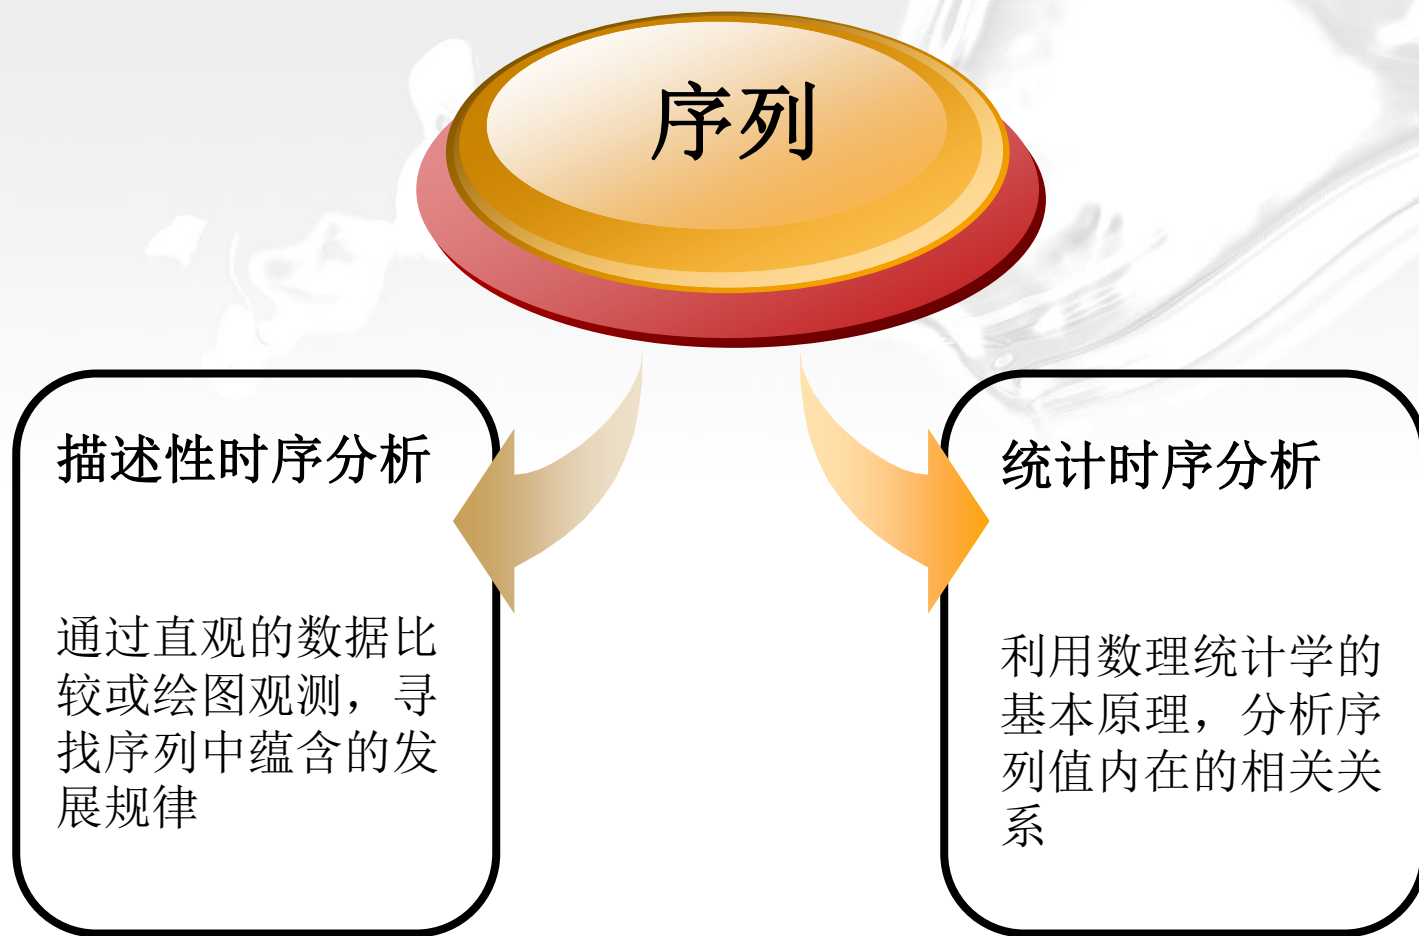 序列
描述性时序分析
通过直观的数据比
较或绘图观测，寻
找序列中蕴含的发
展规律
统计时序分析
利用数理统计学的
基本原理，分析序
列值内在的相关关
系